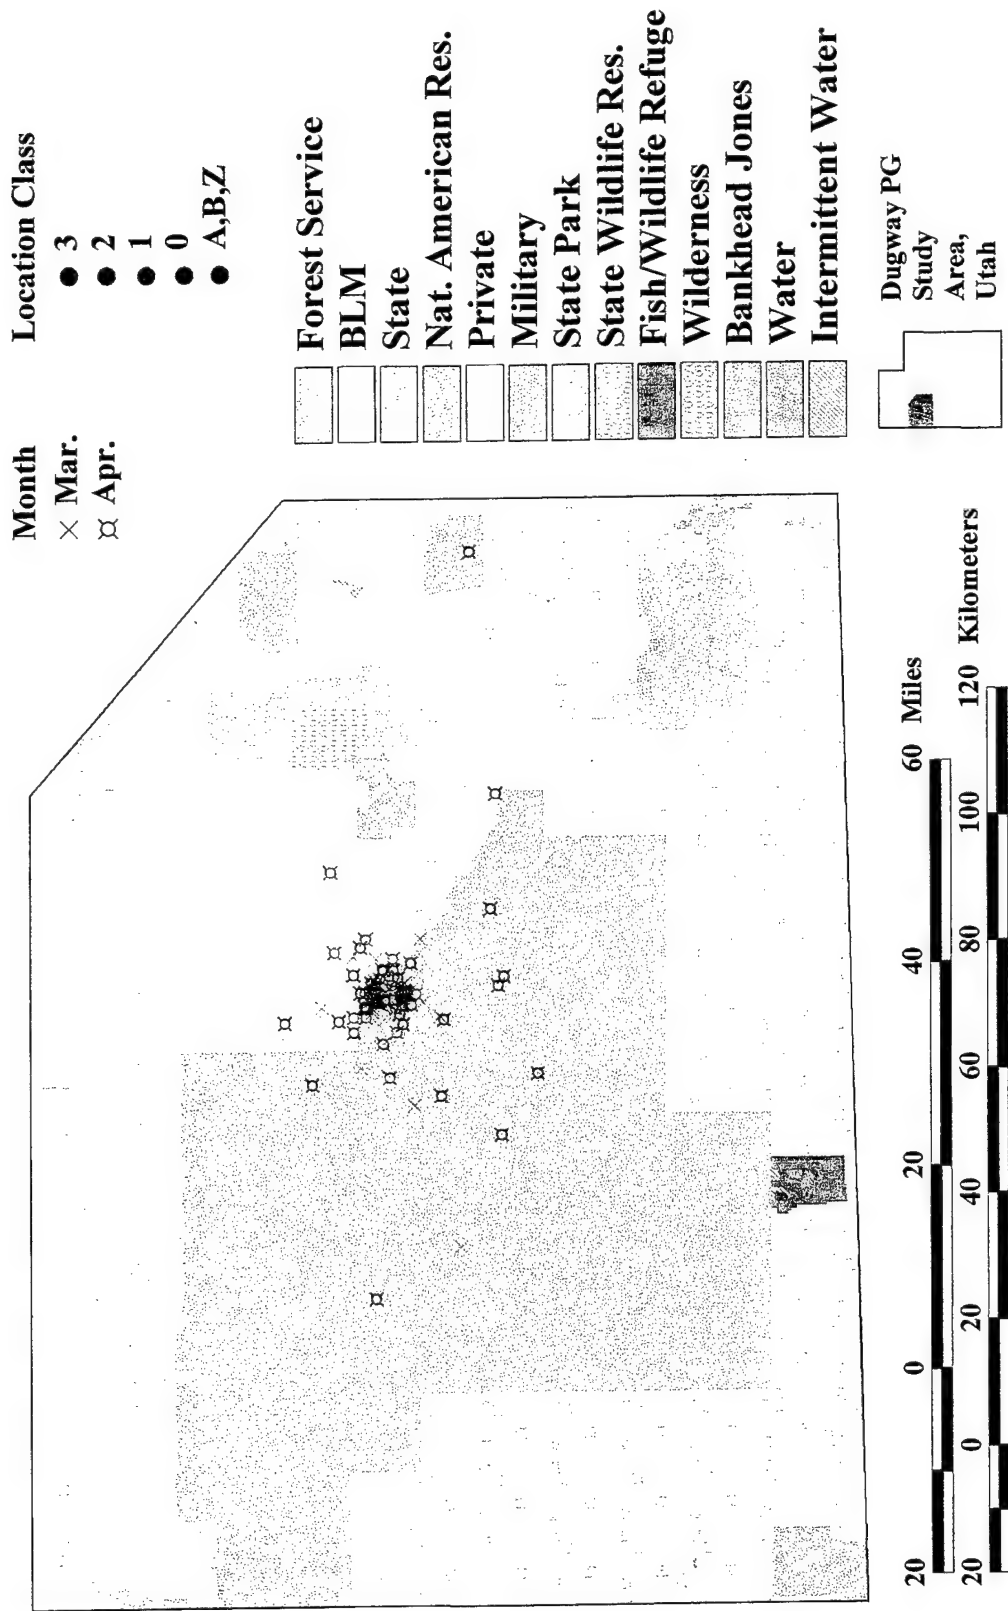 Month
× Mar.
¤ Apr.
Location Class
● 3
● 2
● 1
● 0
● A,B,Z
Forest Service
BLM
State
Nat. American Res.
Private
Military
State Park
State Wildlife Res.
Fish/Wildlife Refuge
Wilderness
Bankhead Jones
Water
Intermittent Water
Dugway PG
Study
Area,
Utah
20 0 20 40 60 Miles
20 0 20 40 60 80 100 120 Kilometers